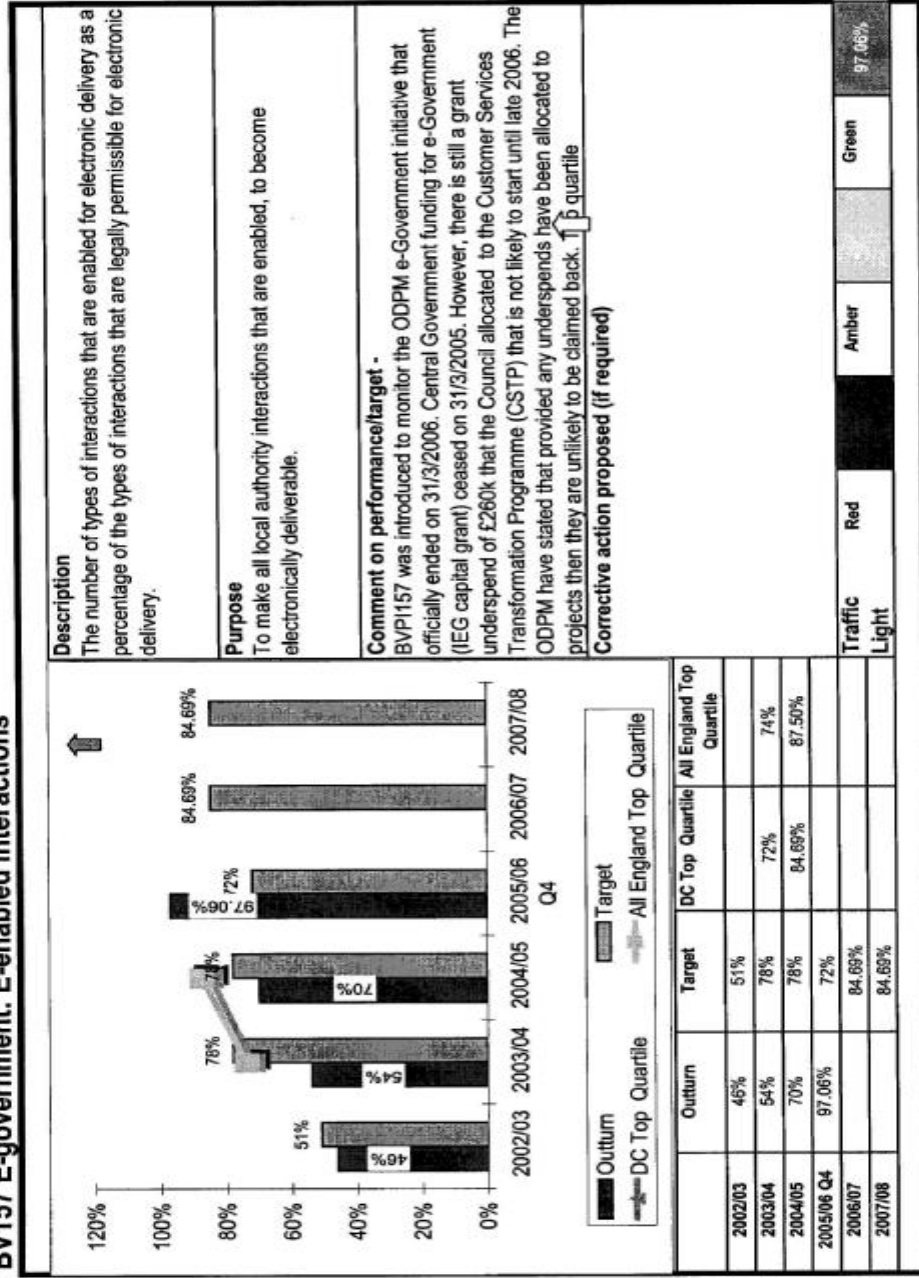 BV157 E-government: E-enabled interactions
120%
100%
80%
60%
40%
20%
0%
51%
46%
78%
54%
78%
70%
72%
97.06%
84.69%
84.69%
2002/03
2003/04
2004/05
2005/06
2006/07
2007/08
Q4
Outturn
Target
DC Top Quartile
All England Top Quartile
Outturn Target DC Top Quartile All England Top
Quartile
2002/03 46% 51%
2003/04 54% 78% 72% 74%
2004/05 70% 78% 84.69% 87.50%
2005/06 Q4 97.06% 72%
2006/07 84.69%
2007/08 84.69%
Description
The number of types of interactions that are enabled for electronic delivery as a
percentage of the types of interactions that are legally permissible for electronic
delivery.
Purpose
To make all local authority interactions that are enabled, to become
electronically deliverable.
Comment on performance/target -
BVPI157 was introduced to monitor the ODPM e-Government initiative that
officially ended on 31/3/2006. Central Government funding for e-Government
(IEG capital grant) ceased on 31/3/2005. However, there is still a grant
underspend of £260k that the Council allocated to the Customer Services
Transformation Programme (CSTP) that is not likely to start until late 2006. The
ODPM have stated that provided any underspends have been allocated to
projects then they are unlikely to be claimed back. quartile
Corrective action proposed (if required)
Traffic
Light
Red
Amber
Green
97.06%